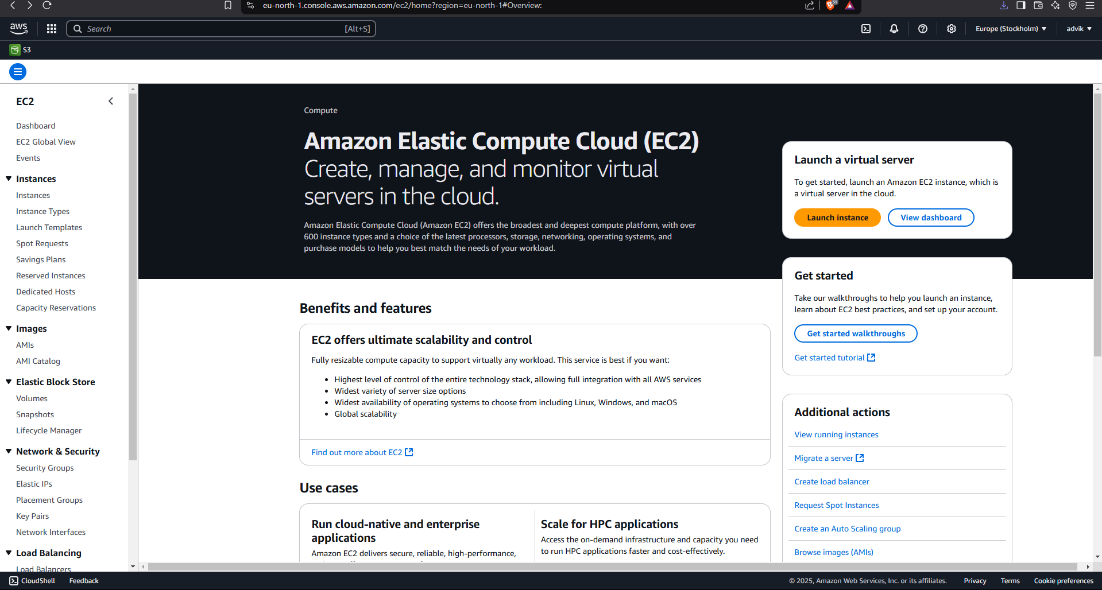 eu-north-1.console.aws.amazon.com/ec2/home?region=eu-north-1#Overview:
aws
Search
[Alt+S]
Europe (Stockholm)
advik
S3
EC2
Dashboard
EC2 Global View
Events
Instances
Instances
Instance Types
Launch Templates
Spot Requests
Savings Plans
Reserved Instances
Dedicated Hosts
Capacity Reservations
Images
AMIs
AMI Catalog
Elastic Block Store
Volumes
Snapshots
Lifecycle Manager
Network & Security
Security Groups
Elastic IPs
Placement Groups
Key Pairs
Network Interfaces
Load Balancing
Load Balancers
Compute
Amazon Elastic Compute Cloud (EC2)
Create, manage, and monitor virtual
servers in the cloud.
Amazon Elastic Compute Cloud (Amazon EC2) offers the broadest and deepest compute platform, with over
600 instance types and a choice of the latest processors, storage, networking, operating systems, and
purchase models to help you best match the needs of your workload.
Benefits and features
EC2 offers ultimate scalability and control
Fully resizable compute capacity to support virtually any workload. This service is best if you want:
• Highest level of control of the entire technology stack, allowing full integration with all AWS services
• Widest variety of server size options
• Widest availability of operating systems to choose from including Linux, Windows, and macOS
• Global scalability
Find out more about EC2
Use cases
Run cloud-native and enterprise
applications
Amazon EC2 delivers secure, reliable, high-performance,
Scale for HPC applications
Access the on-demand infrastructure and capacity you need
to run HPC applications faster and cost-effectively.
Launch a virtual server
To get started, launch an Amazon EC2 instance, which is
a virtual server in the cloud.
Launch instance
View dashboard
Get started
Take our walkthroughs to help you launch an instance,
learn about EC2 best practices, and set up your account.
Get started walkthroughs
Get started tutorial
Additional actions
View running instances
Migrate a server
Create load balancer
Request Spot Instances
Create an Auto Scaling group
Browse images (AMIs)
CloudShell
Feedback
© 2025, Amazon Web Services, Inc. or its affiliates.
Privacy
Terms
Cookie preferences